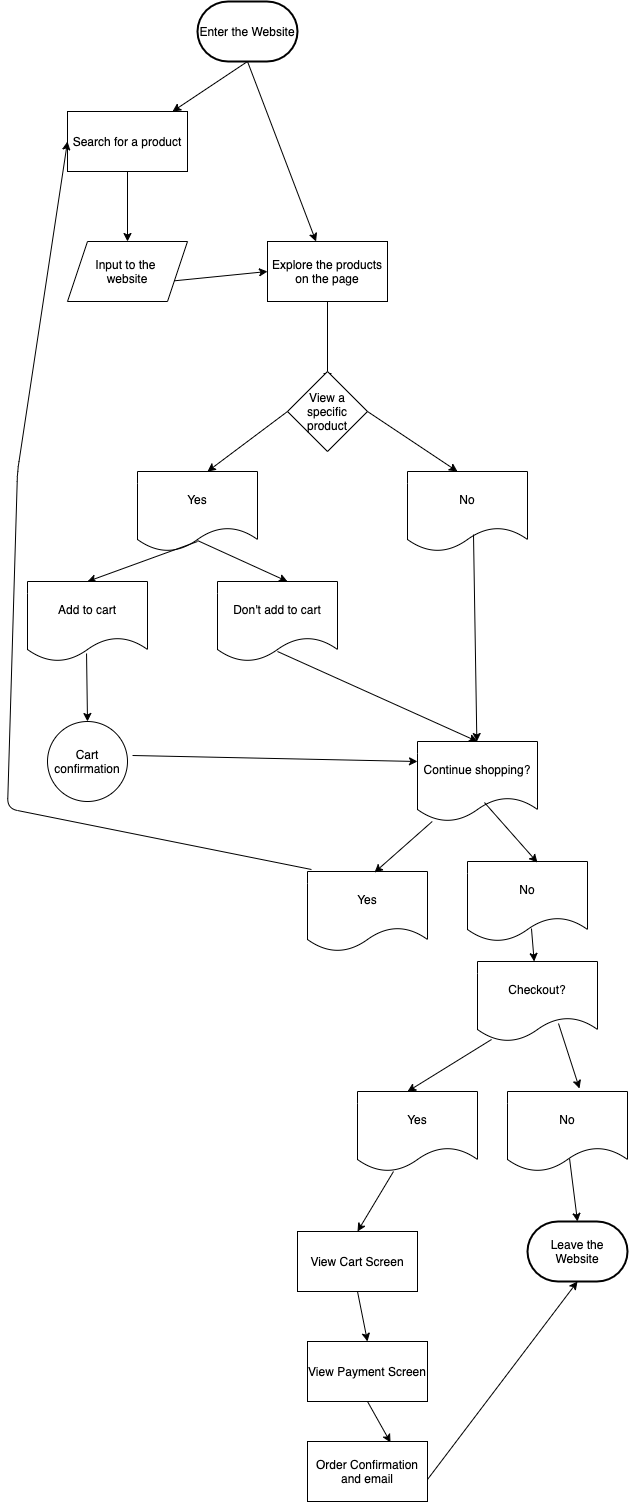 Enter the Website
Search for a product
Input to the
website
Explore the products
on the page
View a
specific
product
Yes
No
Add to cart
Don't add to cart
Cart
confirmation
Continue shopping?
Yes
No
Checkout?
Yes
No
Leave the
Website
View Cart Screen
View Payment Screen
Order Confirmation
and email